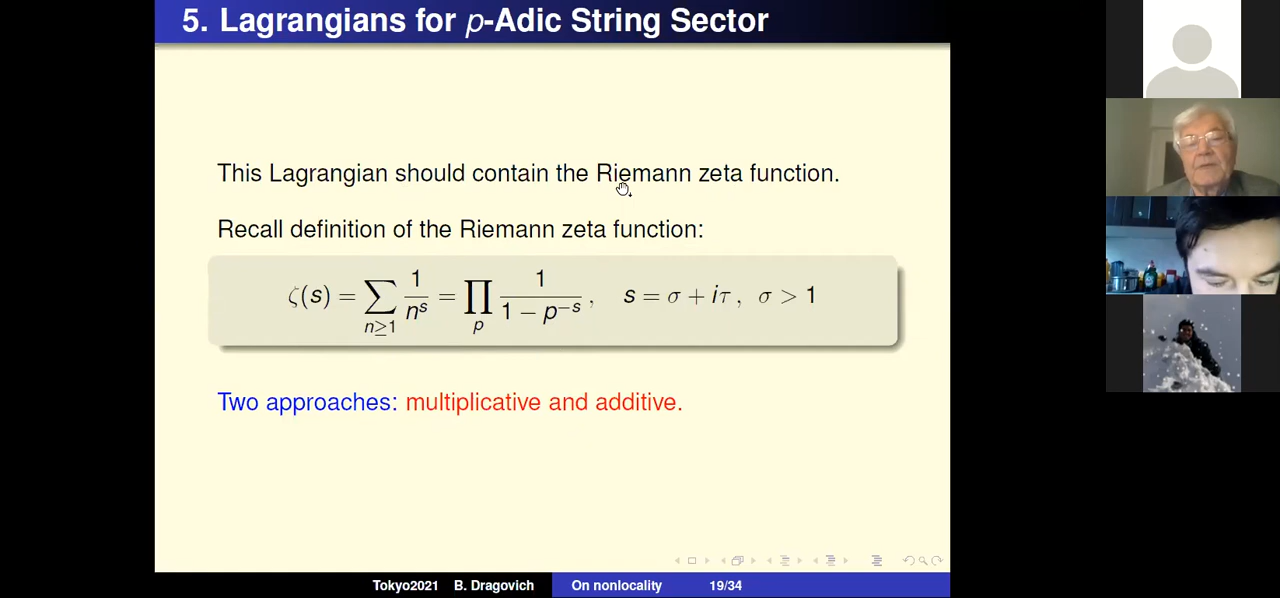 5. Lagrangians for p-Adic String Sector
This Lagrangian should contain the Riemann zeta function.
Recall definition of the Riemann zeta function:
ζ(s) = ∑_{n≥1} 1/n^s = ∏_p 1/(1 − p^{−s}) , s = σ + iτ , σ > 1
Two approaches: multiplicative and additive.
Tokyo2021 B. Dragovich On nonlocality 19/34